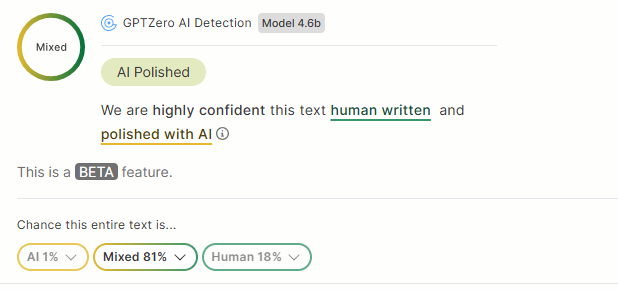 Mixed
GPTZero AI Detection Model 4.6b
AI Polished
We are highly confident this text human written and
polished with AI
This is a BETA feature.
Chance this entire text is...
AI 1% Mixed 81% Human 18%